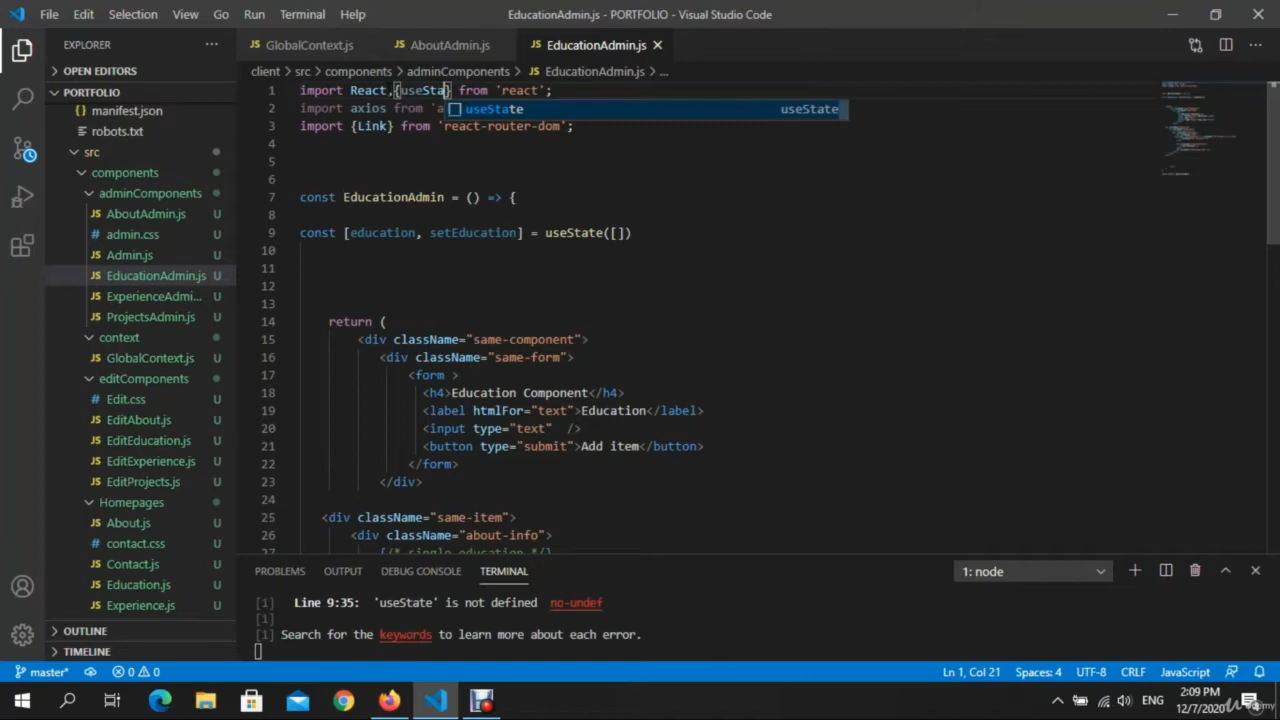 File Edit Selection View Go Run Terminal Help EducationAdmin.js - PORTFOLIO - Visual Studio Code
EXPLORER ...
GlobalContext.js AboutAdmin.js EducationAdmin.js
OPEN EDITORS
client > src > components > adminComponents > EducationAdmin.js > ...
PORTFOLIO
manifest.json
robots.txt
src
components
adminComponents
AboutAdmin.js U
admin.css U
Admin.js U
EducationAdmin.js U
ExperienceAdmi... U
ProjectsAdmin.js U
context
GlobalContext.js U
editComponents
Edit.css U
EditAbout.js U
EditEducation.js U
EditExperience.js U
EditProjects.js U
Homepages
About.js U
contact.css U
Contact.js U
Education.js U
Experience.js U
OUTLINE
TIMELINE
1 import React,{useSta} from 'react';
useState useState
2 import axios from 'a
3 import {Link} from 'react-router-dom';
4
5
6
7 const EducationAdmin = () => {
8
9 const [education, setEducation] = useState([])
10
11
12
13
14 return (
15 <div className="same-component">
16 <div className="same-form">
17 <form >
18 <h4>Education Component</h4>
19 <label htmlFor="text">Education</label>
20 <input type="text" />
21 <button type="submit">Add item</button>
22 </form>
23 </div>
24
25 <div className="same-item">
26 <div className="about-info">
27 {/* single education */}
PROBLEMS OUTPUT DEBUG CONSOLE TERMINAL 1: node
[1] Line 9:35: 'useState' is not defined no-undef
[1]
[1] Search for the keywords to learn more about each error.
master* 0 0 Ln 1, Col 21 Spaces: 4 UTF-8 CRLF JavaScript
ENG 2:09 PM
12/7/2020